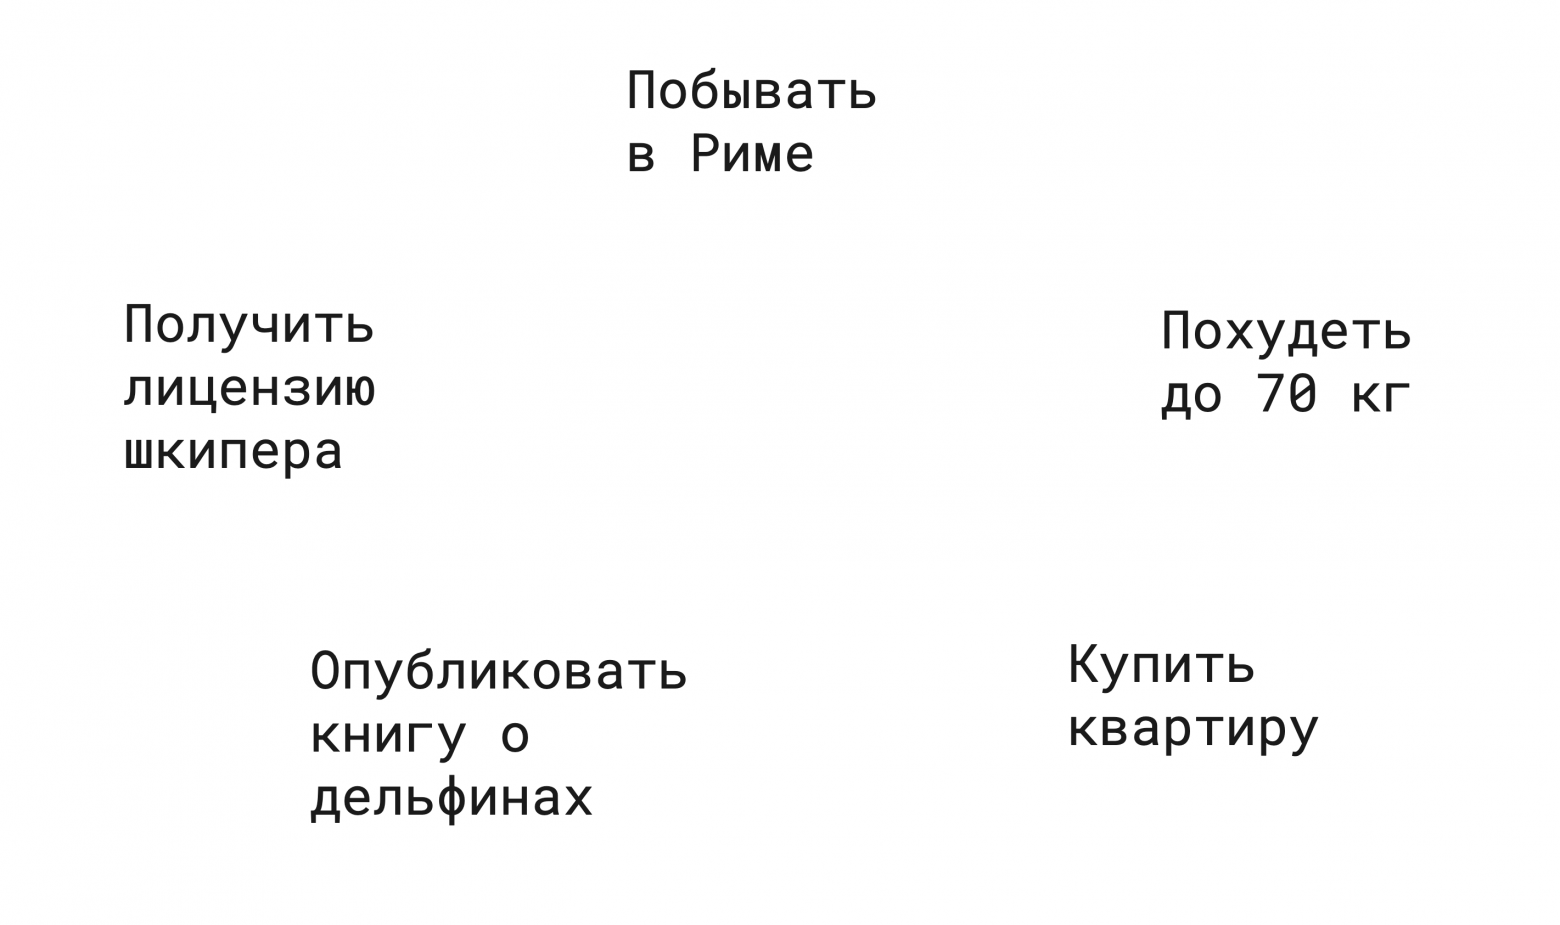 Побывать
в Риме
Получить
лицензию
шкипера
Похудеть
до 70 кг
Опубликовать
книгу о
дельфинах
Купить
квартиру